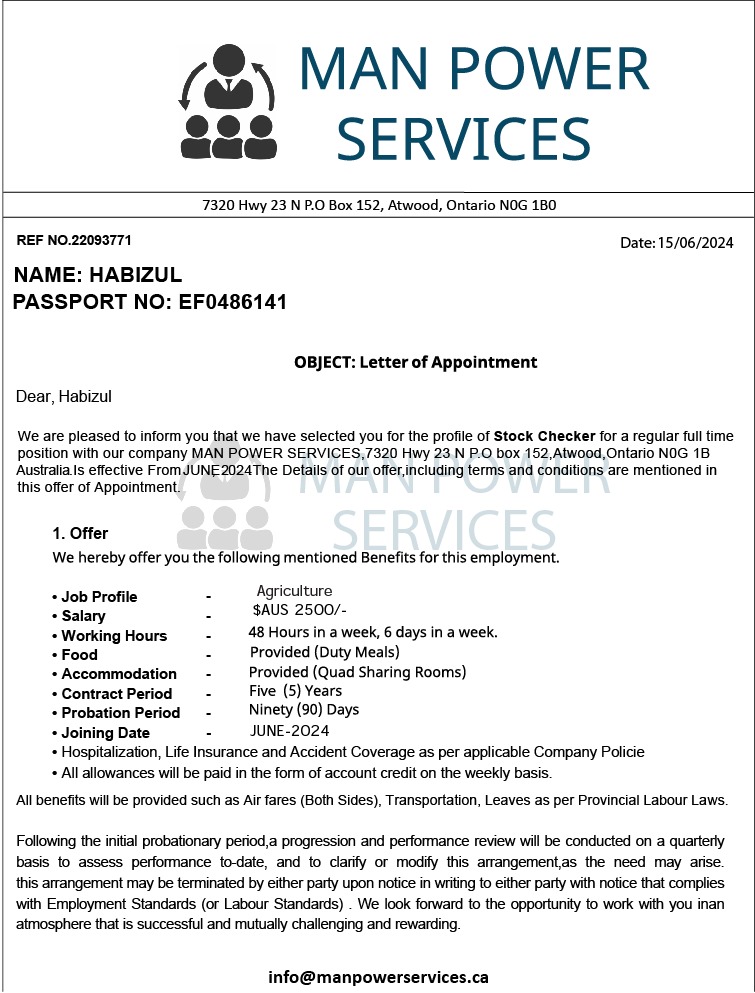 MAN POWER
SERVICES
7320 Hwy 23 N P.O Box 152, Atwood, Ontario N0G 1B0
REF NO.22093771
Date:15/06/2024
NAME: HABIZUL
PASSPORT NO: EF0486141
OBJECT: Letter of Appointment
Dear, Habizul
We are pleased to inform you that we have selected you for the profile of Stock Checker for a regular full time
position with our company MAN POWER SERVICES,7320 Hwy 23 N P.O box 152,Atwood,Ontario N0G 1B
Australia.Is effective From JUNE2024The Details of our offer,including terms and conditions are mentioned in
this offer of Appointment.
MAN POWER
SERVICES
1. Offer
We hereby offer you the following mentioned Benefits for this employment.
• Job Profile - Agriculture
• Salary - $AUS 2500/-
• Working Hours - 48 Hours in a week, 6 days in a week.
• Food - Provided (Duty Meals)
• Accommodation - Provided (Quad Sharing Rooms)
• Contract Period - Five (5) Years
• Probation Period - Ninety (90) Days
• Joining Date - JUNE-2024
• Hospitalization, Life Insurance and Accident Coverage as per applicable Company Policie
• All allowances will be paid in the form of account credit on the weekly basis.
All benefits will be provided such as Air fares (Both Sides), Transportation, Leaves as per Provincial Labour Laws.
Following the initial probationary period,a progression and performance review will be conducted on a quarterly
basis to assess performance to-date, and to clarify or modify this arrangement,as the need may arise.
this arrangement may be terminated by either party upon notice in writing to either party with notice that complies
with Employment Standards (or Labour Standards) . We look forward to the opportunity to work with you inan
atmosphere that is successful and mutually challenging and rewarding.
info@manpowerservices.ca